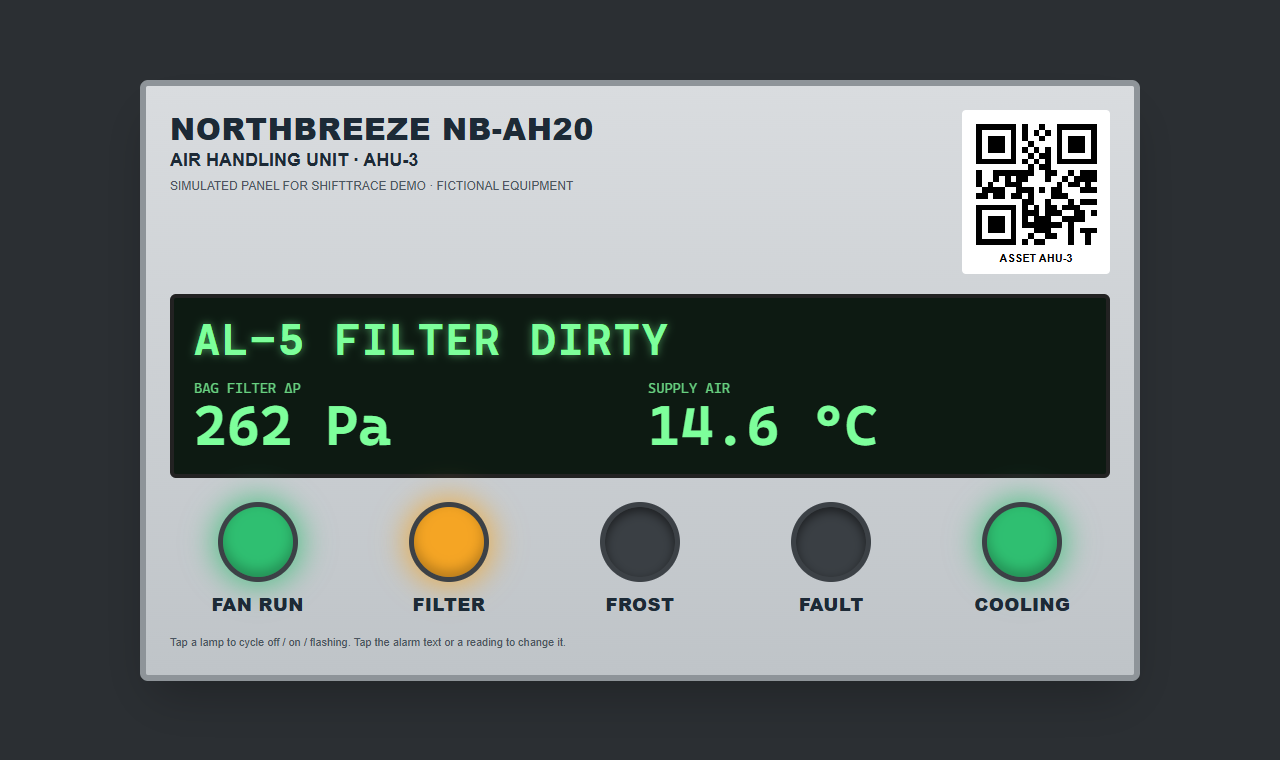 NORTHBREEZE NB-AH20
AIR HANDLING UNIT · AHU-3
SIMULATED PANEL FOR SHIFTTRACE DEMO · FICTIONAL EQUIPMENT
ASSET AHU-3
AL-5 FILTER DIRTY
BAG FILTER ΔP SUPPLY AIR
262 Pa 14.6 °C
FAN RUN FILTER FROST FAULT COOLING
Tap a lamp to cycle off / on / flashing. Tap the alarm text or a reading to change it.